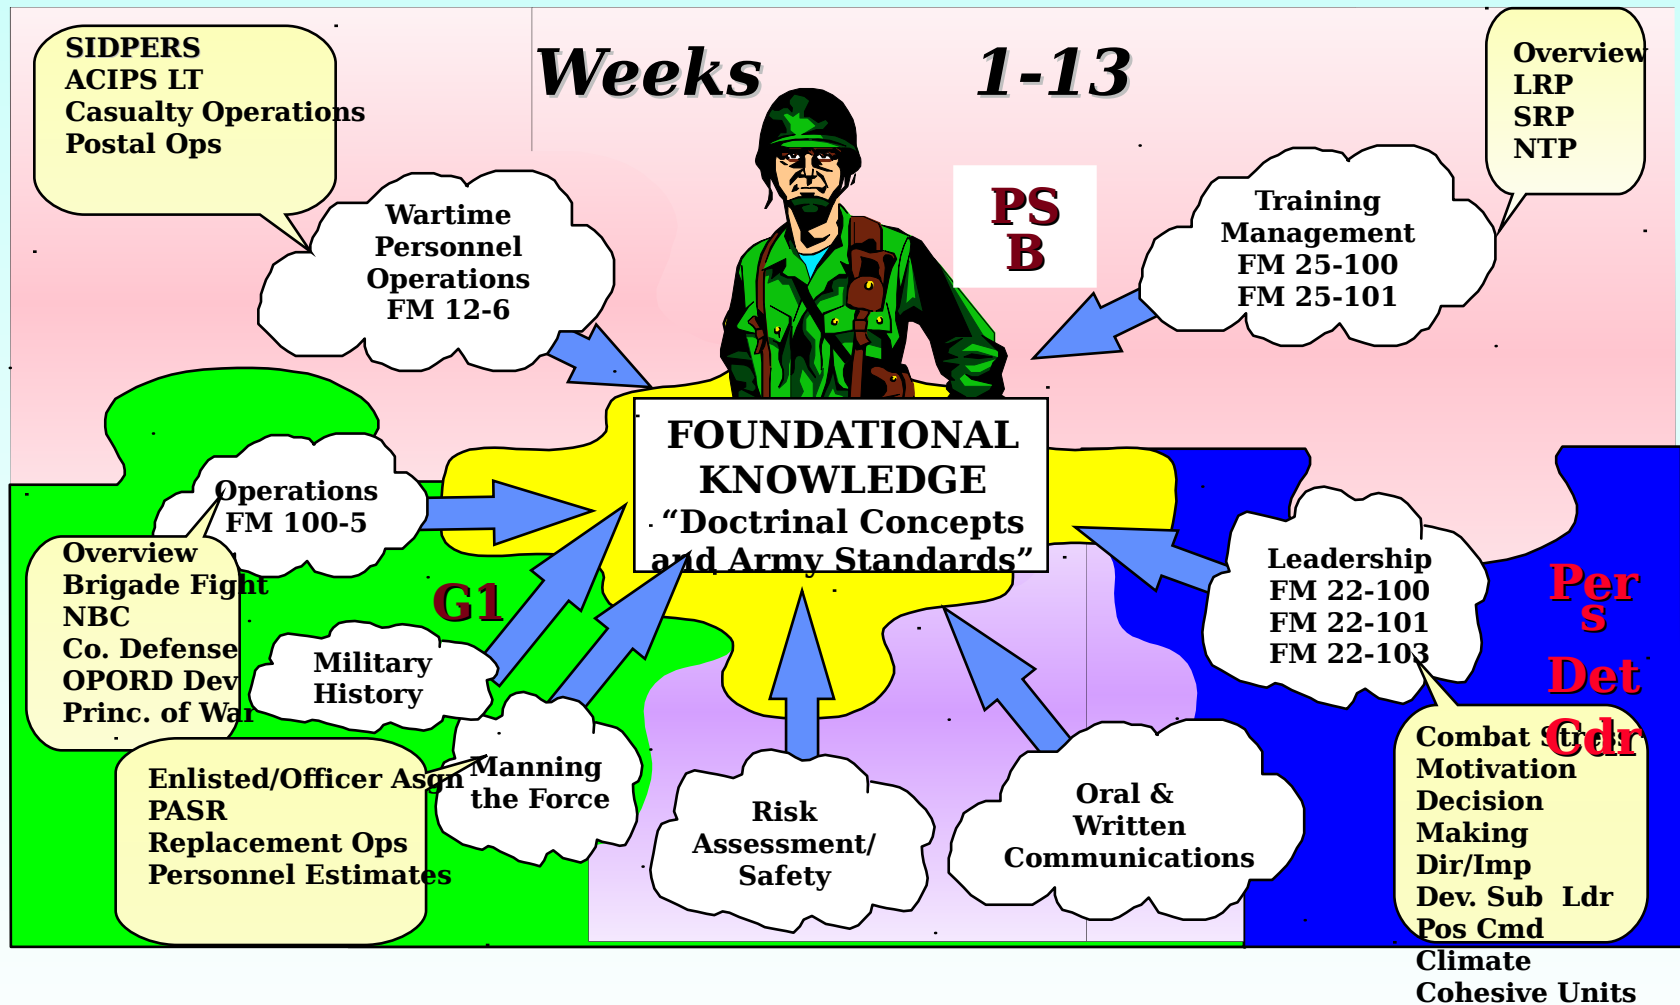 Weeks 1-13
SIDPERS
ACIPS LT
Casualty Operations
Postal Ops
Wartime
Personnel
Operations
FM 12-6
PS
B
Training
Management
FM 25-100
FM 25-101
Overview
LRP
SRP
NTP
FOUNDATIONAL
KNOWLEDGE
“Doctrinal Concepts
and Army Standards”
Operations
FM 100-5
Overview
Brigade Fight
NBC
Co. Defense
OPORD Dev
Princ. of War
G1
Military
History
Manning
the Force
Enlisted/Officer Asgn
PASR
Replacement Ops
Personnel Estimates
Risk
Assessment/
Safety
Oral &
Written
Communications
Leadership
FM 22-100
FM 22-101
FM 22-103
Per
s
Det
Cdr
Combat Stress
Motivation
Decision
Making
Dir/Imp
Dev. Sub  Ldr
Pos Cmd
Climate
Cohesive Units